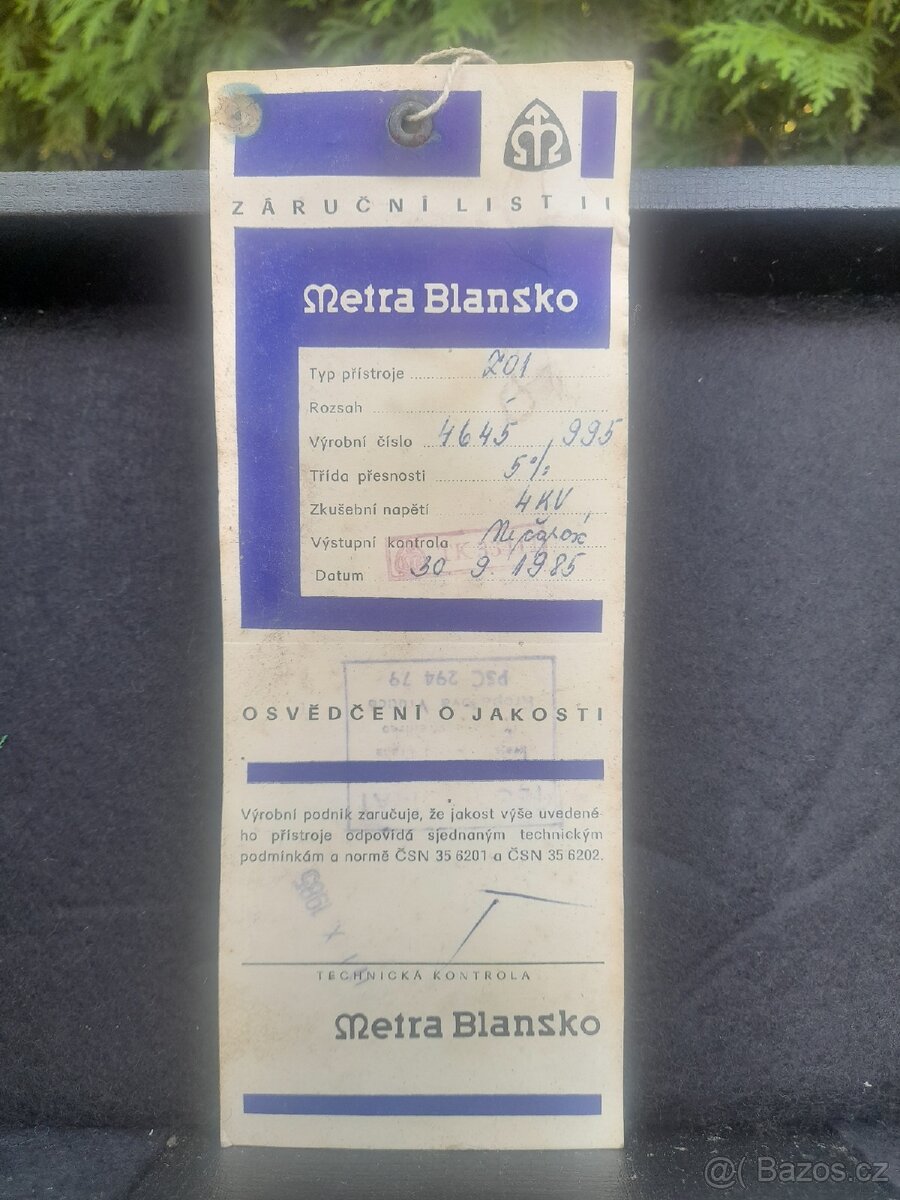 ZÁRUČNÍ LIST II
Metra Blansko
Typ přístroje Z01
Rozsah
Výrobní číslo 4645 995
Třída přesnosti 5%
Zkušební napětí 4KV
Výstupní kontrola
Datum 30 9. 1985
PSČ 294 79
OSVĚDČENÍ O JAKOSTI
Výrobní podnik zaručuje, že jakost výše uvedené-
ho přístroje odpovídá sjednaným technickým
podmínkám a normě ČSN 35 6201 a ČSN 35 6202.
1985
TECHNICKÁ KONTROLA
Metra Blansko
@( Bazos.cz